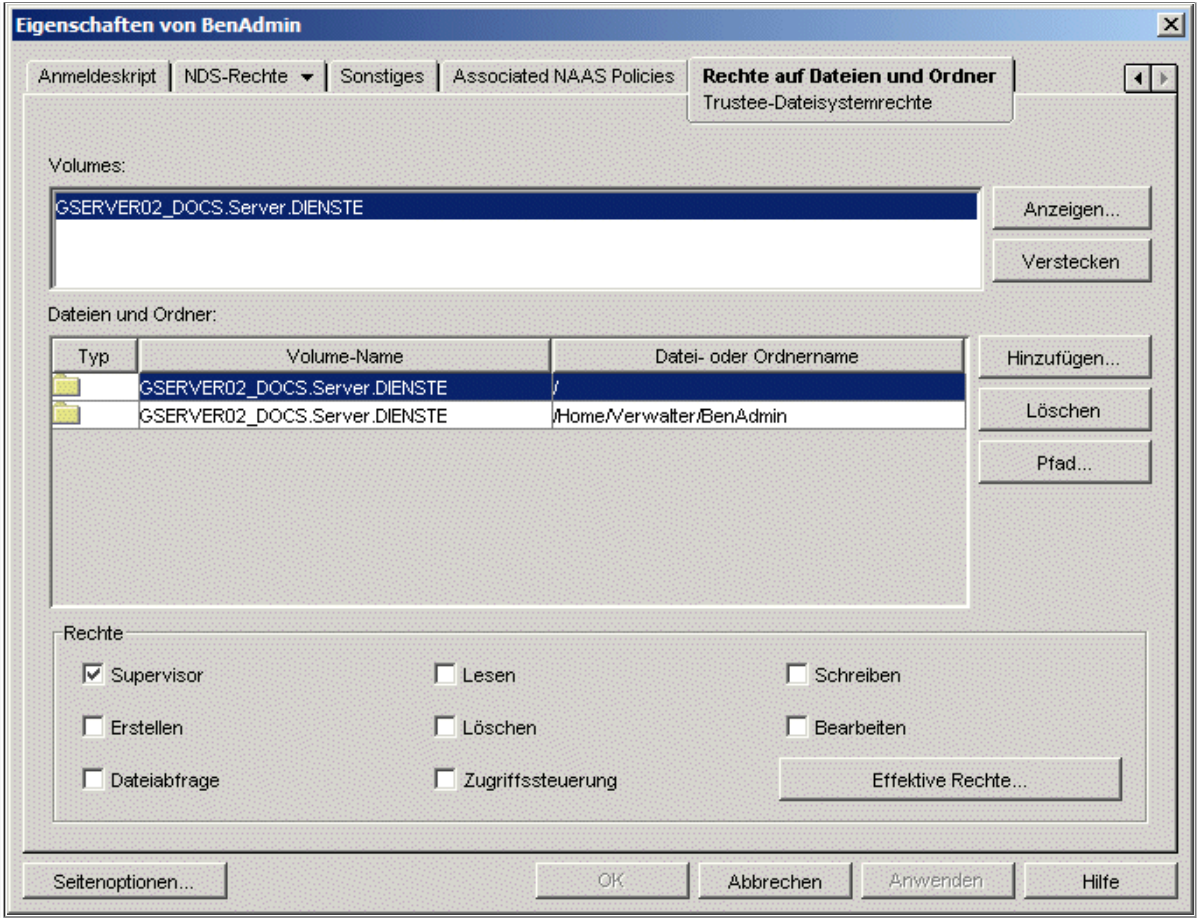 Eigenschaften von BenAdmin
Anmeldeskript NDS-Rechte Sonstiges Associated NAAS Policies Rechte auf Dateien und Ordner
Trustee-Dateisystemrechte
Volumes:
GSERVER02_DOCS.Server.DIENSTE
Anzeigen...
Verstecken
Dateien und Ordner:
Typ Volume-Name Datei- oder Ordnername
GSERVER02_DOCS.Server.DIENSTE /
GSERVER02_DOCS.Server.DIENSTE /Home/Verwalter/BenAdmin
Hinzufügen...
Löschen
Pfad...
Rechte
Supervisor Lesen Schreiben
Erstellen Löschen Bearbeiten
Dateiabfrage Zugriffssteuerung Effektive Rechte...
Seitenoptionen... OK Abbrechen Anwenden Hilfe